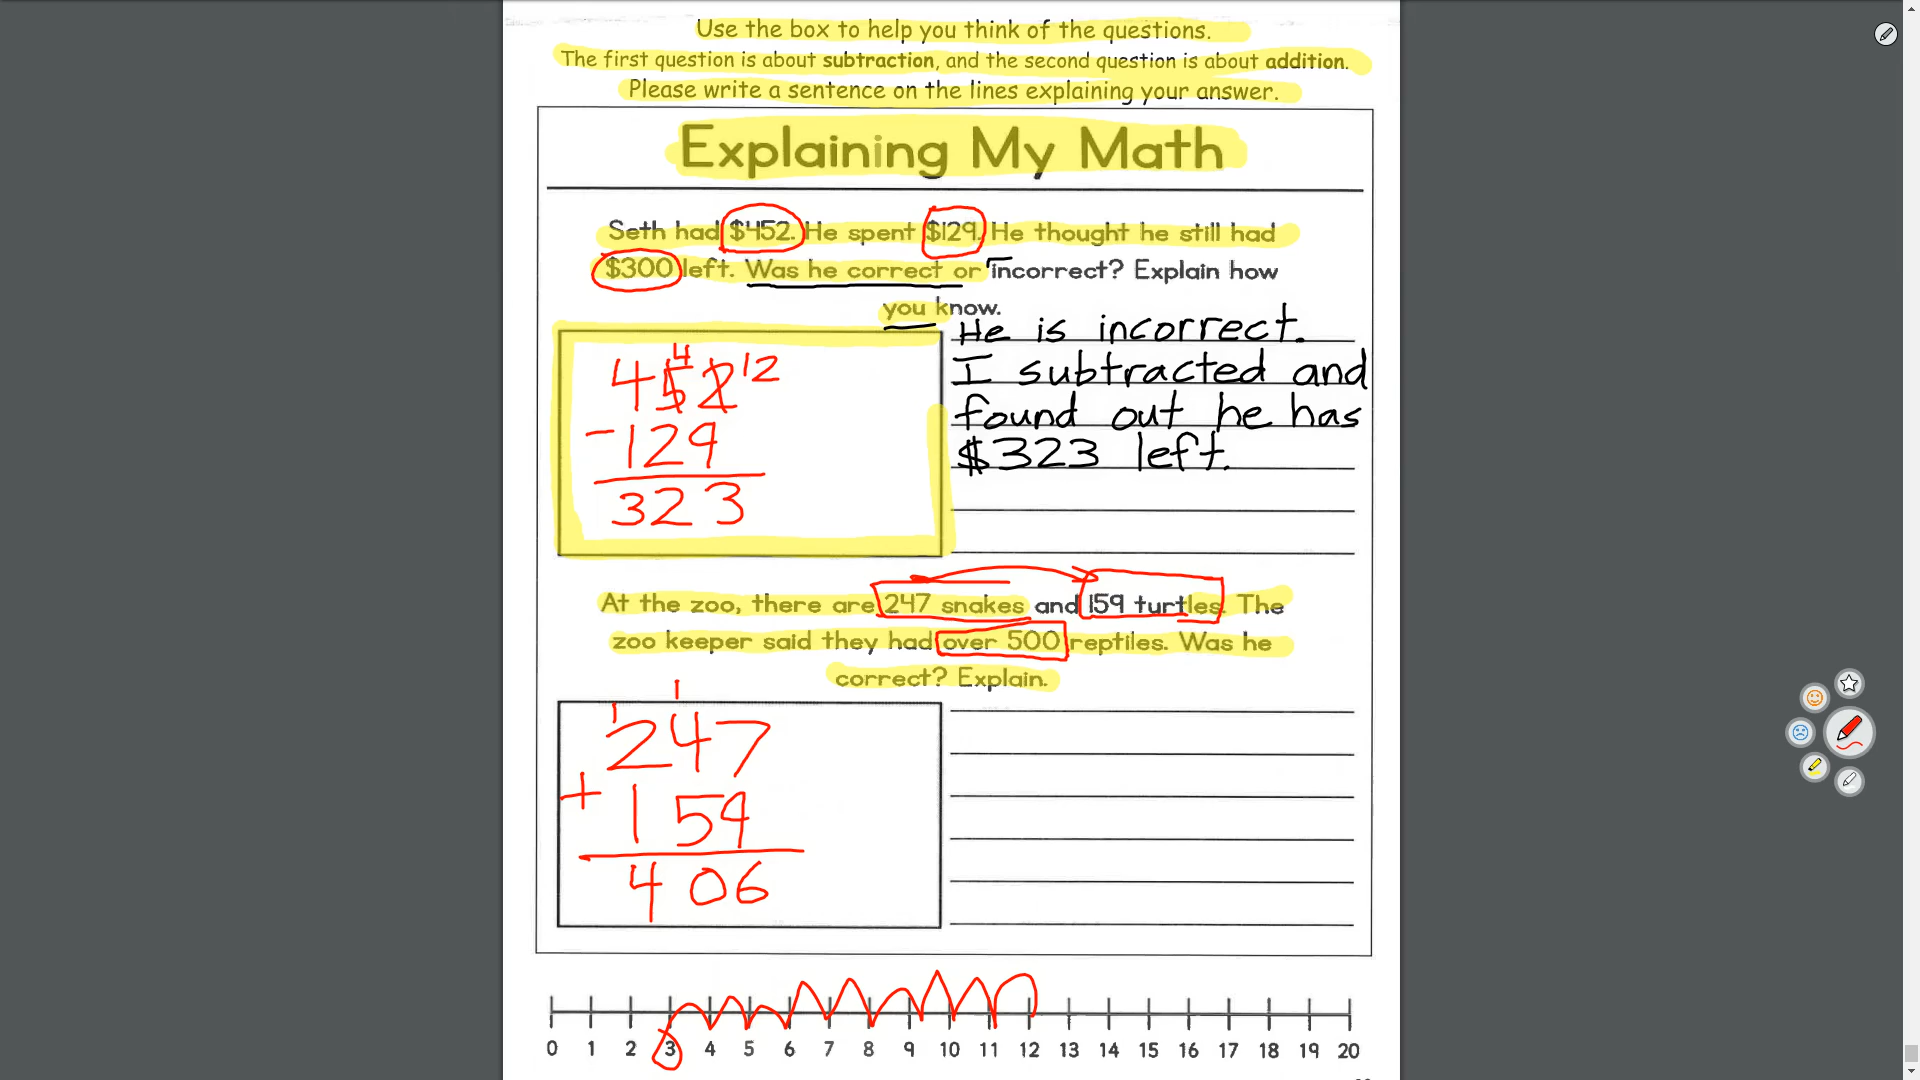 Use the box to help you think of the questions.
The first question is about subtraction, and the second question is about addition.
Please write a sentence on the lines explaining your answer.
Explaining My Math
Seth had $452. He spent $129. He thought he still had
$300 left. Was he correct or incorrect? Explain how
you know.
4 12
452
-129
323
He is incorrect.
I subtracted and
found out he has
$323 left.
At the zoo, there are 247 snakes and 159 turtles. The
zoo keeper said they had over 500 reptiles. Was he
correct? Explain.
1 1
247
+ 159
406
0 1 2 3 4 5 6 7 8 9 10 11 12 13 14 15 16 17 18 19 20